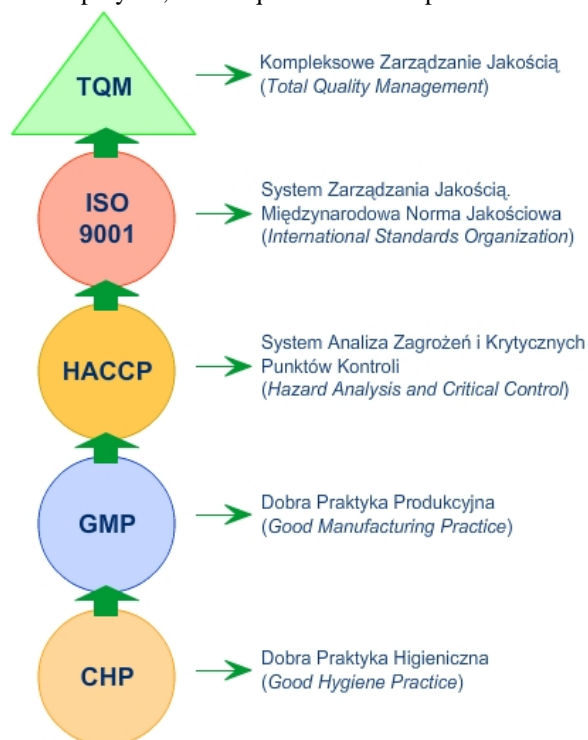 TQM
Kompleksowe Zarządzanie Jakością
(Total Quality Management)
ISO
9001
System Zarządzania Jakością.
Międzynarodowa Norma Jakościowa
(International Standards Organization)
HACCP
System Analiza Zagrożeń i Krytycznych
Punktów Kontroli
(Hazard Analysis and Critical Control)
GMP
Dobra Praktyka Produkcyjna
(Good Manufacturing Practice)
CHP
Dobra Praktyka Higieniczna
(Good Hygiene Practice)